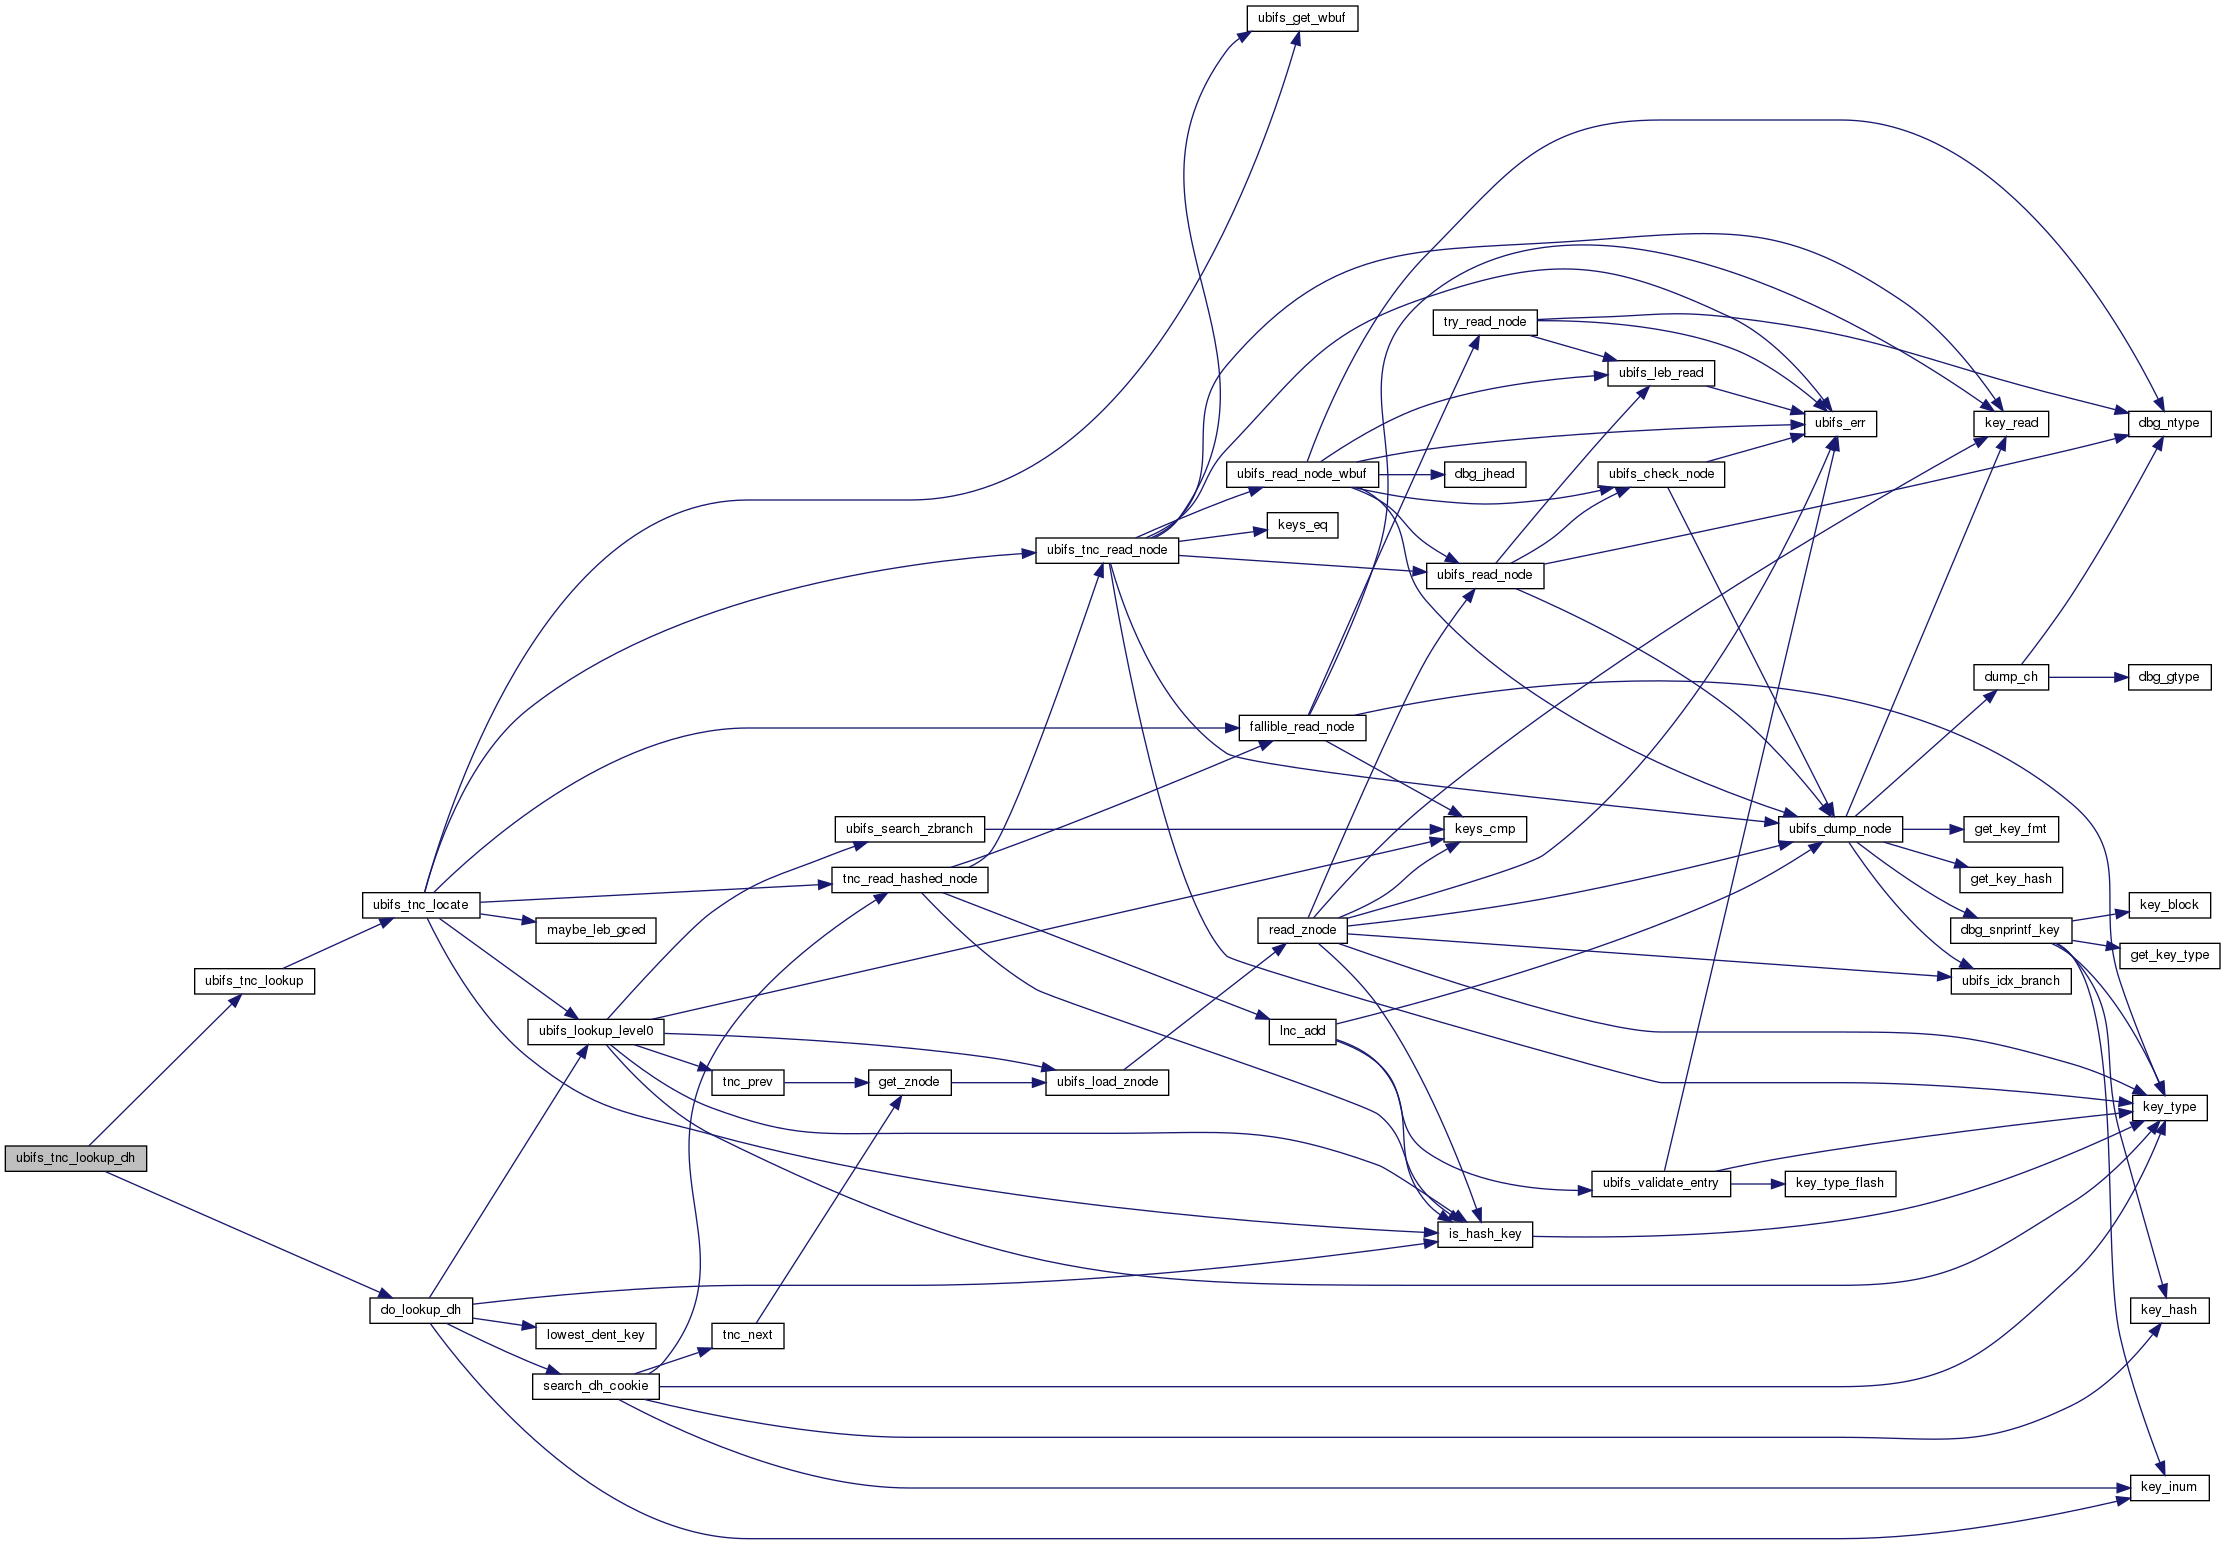 ubifs_get_wbuf
try_read_node
ubifs_leb_read
ubifs_err
key_read
dbg_ntype
ubifs_read_node_wbuf
dbg_jhead
ubifs_check_node
keys_eq
ubifs_tnc_read_node
ubifs_read_node
dump_ch
dbg_gtype
fallible_read_node
ubifs_search_zbranch
keys_cmp
ubifs_dump_node
get_key_fmt
tnc_read_hashed_node
get_key_hash
ubifs_tnc_locate
key_block
maybe_leb_gced
read_znode
dbg_snprintf_key
get_key_type
ubifs_tnc_lookup
ubifs_idx_branch
ubifs_lookup_level0
lnc_add
tnc_prev
get_znode
ubifs_load_znode
key_type
ubifs_tnc_lookup_dh
ubifs_validate_entry
key_type_flash
is_hash_key
do_lookup_dh
key_hash
lowest_dent_key
tnc_next
search_dh_cookie
key_inum